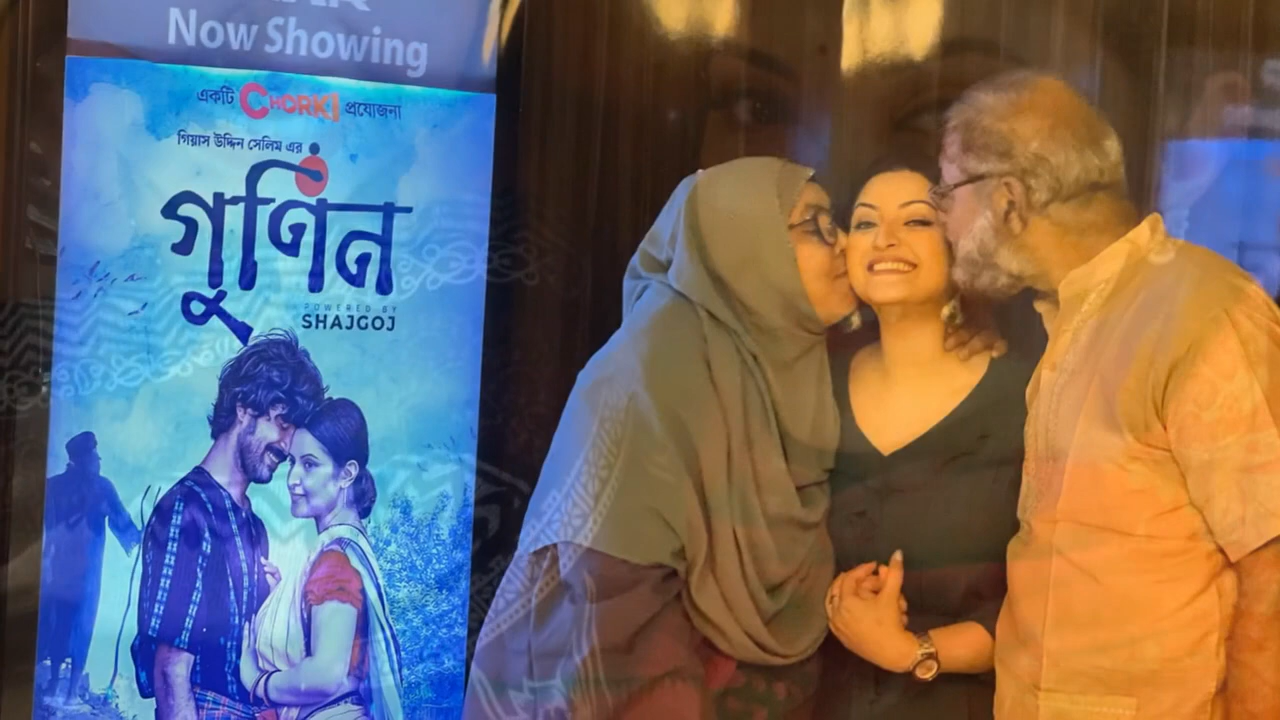 Now Showing
একটি CHORKI প্রযোজনা
গিয়াস উদ্দিন সেলিম এর
গুণিন
POWERED BY
SHAJGOJ